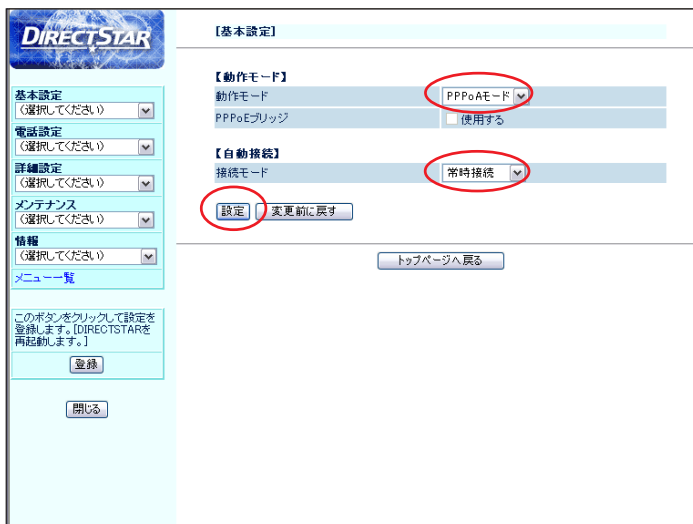 DIRECTSTAR
基本設定
(選択してください)
電話設定
(選択してください)
詳細設定
(選択してください)
メンテナンス
(選択してください)
情報
(選択してください)
メニュー一覧
このボタンをクリックして設定を
登録します。[DIRECTSTARを
再起動します。]
登録
閉じる
[基本設定]
【動作モード】
動作モード PPPoAモード
PPPoEブリッジ 使用する
【自動接続】
接続モード 常時接続
設定 変更前に戻す
トップページへ戻る